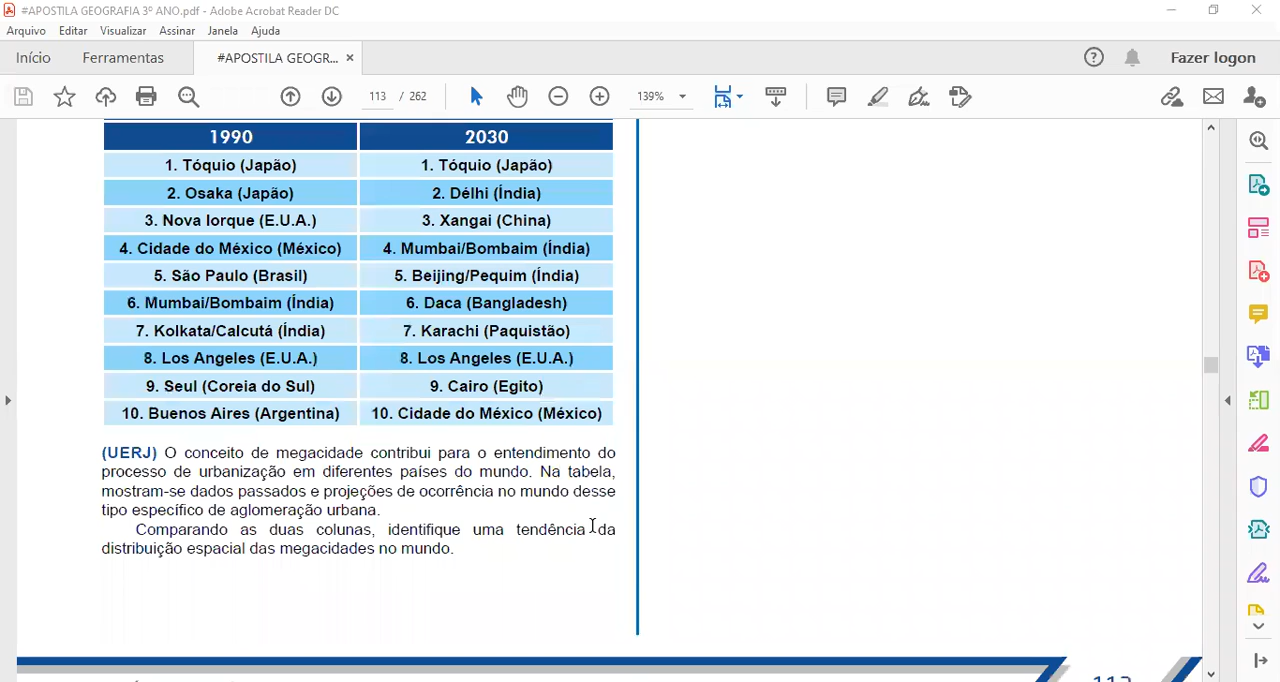 #APOSTILA GEOGRAFIA 3º ANO.pdf - Adobe Acrobat Reader DC
Arquivo Editar Visualizar Assinar Janela Ajuda
Início Ferramentas #APOSTILA GEOGR... × Fazer logon
113 / 262 139%
1990 2030
1. Tóquio (Japão) 1. Tóquio (Japão)
2. Osaka (Japão) 2. Délhi (Índia)
3. Nova Iorque (E.U.A.) 3. Xangai (China)
4. Cidade do México (México) 4. Mumbai/Bombaim (Índia)
5. São Paulo (Brasil) 5. Beijing/Pequim (Índia)
6. Mumbai/Bombaim (Índia) 6. Daca (Bangladesh)
7. Kolkata/Calcutá (Índia) 7. Karachi (Paquistão)
8. Los Angeles (E.U.A.) 8. Los Angeles (E.U.A.)
9. Seul (Coreia do Sul) 9. Cairo (Egito)
10. Buenos Aires (Argentina) 10. Cidade do México (México)
(UERJ) O conceito de megacidade contribui para o entendimento do
processo de urbanização em diferentes países do mundo. Na tabela,
mostram-se dados passados e projeções de ocorrência no mundo desse
tipo específico de aglomeração urbana.
Comparando as duas colunas, identifique uma tendência da
distribuição espacial das megacidades no mundo.
113